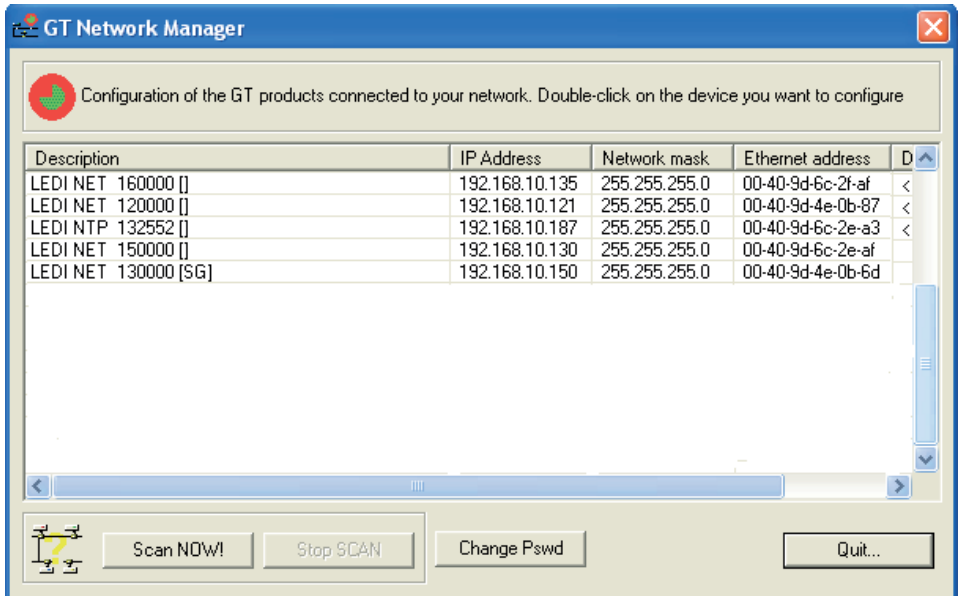 GT Network Manager
Configuration of the GT products connected to your network. Double-click on the device you want to configure
Description IP Address Network mask Ethernet address D
LEDI NET 160000 [] 192.168.10.135 255.255.255.0 00-40-9d-6c-2f-af <
LEDI NET 120000 [] 192.168.10.121 255.255.255.0 00-40-9d-4e-0b-87 <
LEDI NTP 132552 [] 192.168.10.187 255.255.255.0 00-40-9d-6c-2e-a3 <
LEDI NET 150000 [] 192.168.10.130 255.255.255.0 00-40-9d-6c-2e-af
LEDI NET 130000 [SG] 192.168.10.150 255.255.255.0 00-40-9d-4e-0b-6d
Scan NOW! Stop SCAN Change Pswd Quit...